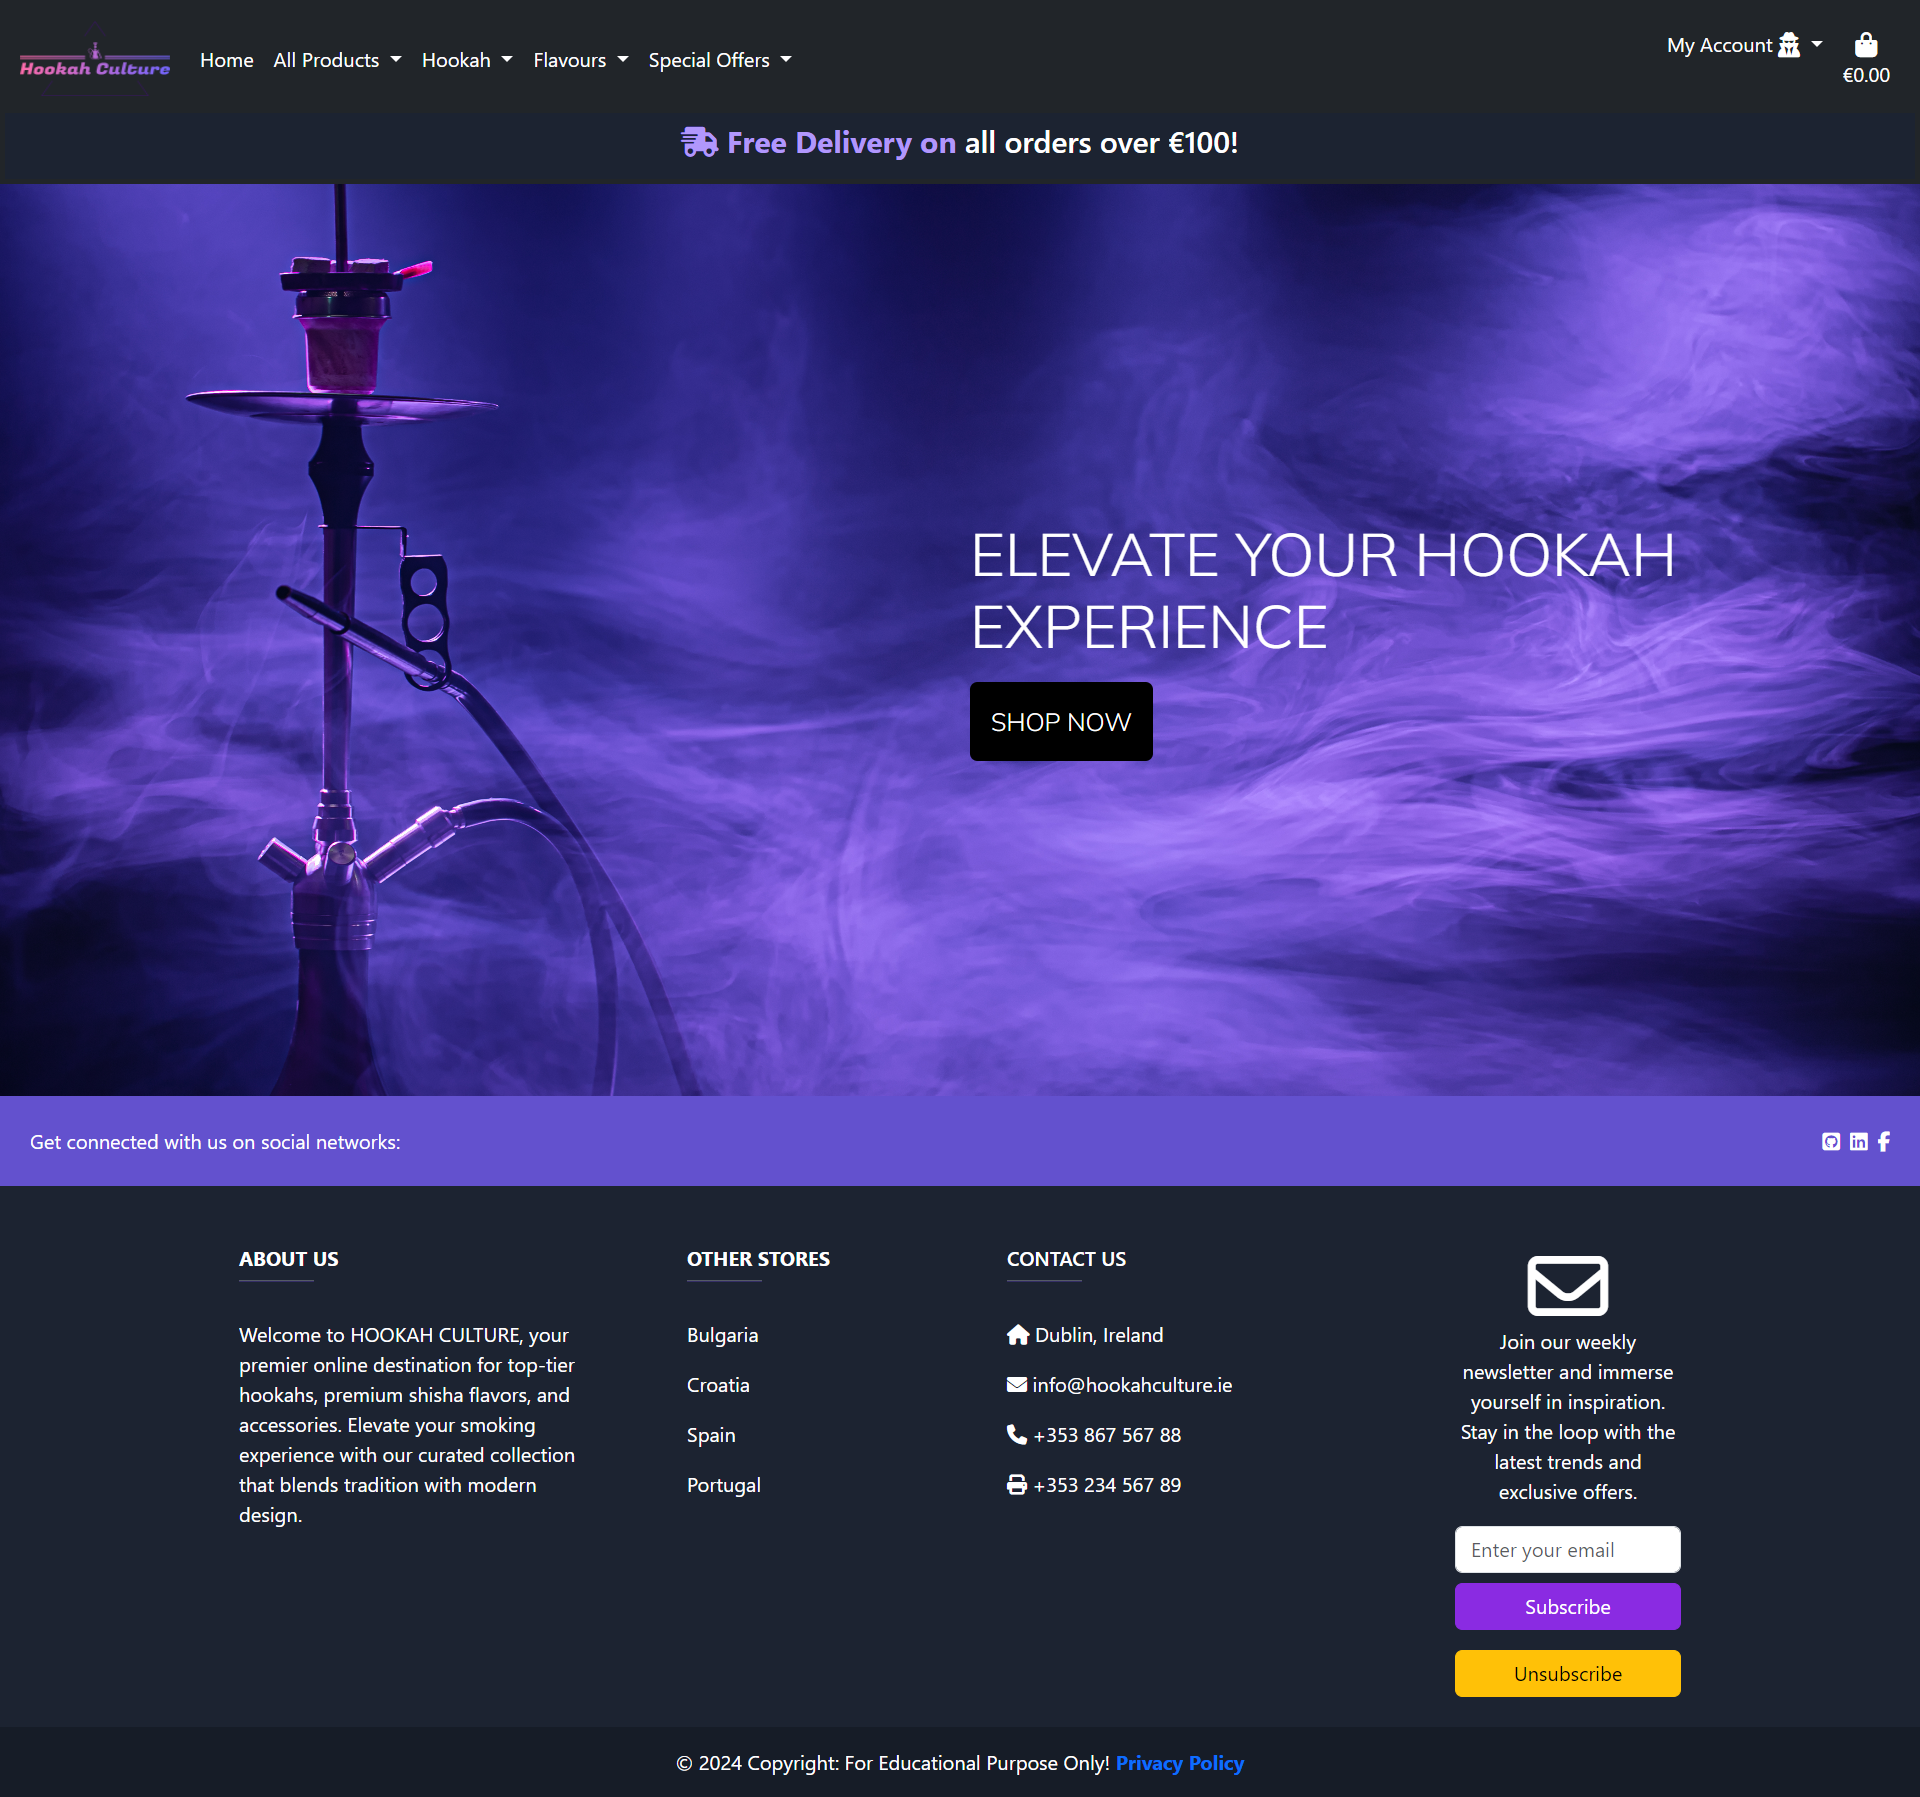 Hookah Culture
Home All Products Hookah Flavours Special Offers
My Account
€0.00
Free Delivery on all orders over €100!
ELEVATE YOUR HOOKAH
EXPERIENCE
SHOP NOW
Get connected with us on social networks:
ABOUT US
Welcome to HOOKAH CULTURE, your
premier online destination for top-tier
hookahs, premium shisha flavors, and
accessories. Elevate your smoking
experience with our curated collection
that blends tradition with modern
design.
OTHER STORES
Bulgaria
Croatia
Spain
Portugal
CONTACT US
Dublin, Ireland
info@hookahculture.ie
+353 867 567 88
+353 234 567 89
Join our weekly
newsletter and immerse
yourself in inspiration.
Stay in the loop with the
latest trends and
exclusive offers.
Enter your email
Subscribe
Unsubscribe
© 2024 Copyright: For Educational Purpose Only! Privacy Policy